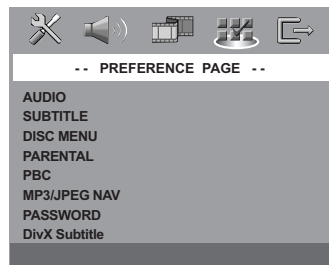 -- PREFERENCE PAGE --
AUDIO
SUBTITLE
DISC MENU
PARENTAL
PBC
MP3/JPEG NAV
PASSWORD
DivX Subtitle